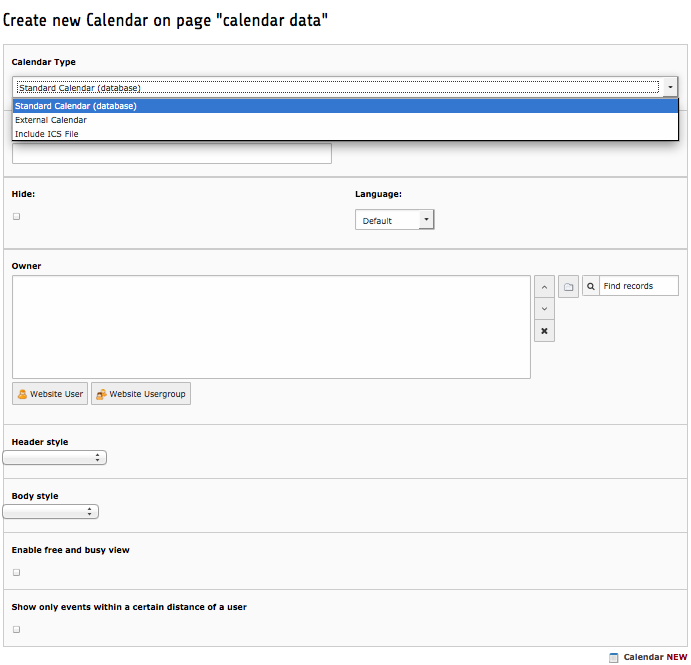 Create new Calendar on page "calendar data"
Calendar Type
Standard Calendar (database)
Standard Calendar (database)
External Calendar
Include ICS File
Hide:
Language:
Default
Owner
Find records
Website User
Website Usergroup
Header style
Body style
Enable free and busy view
Show only events within a certain distance of a user
Calendar NEW